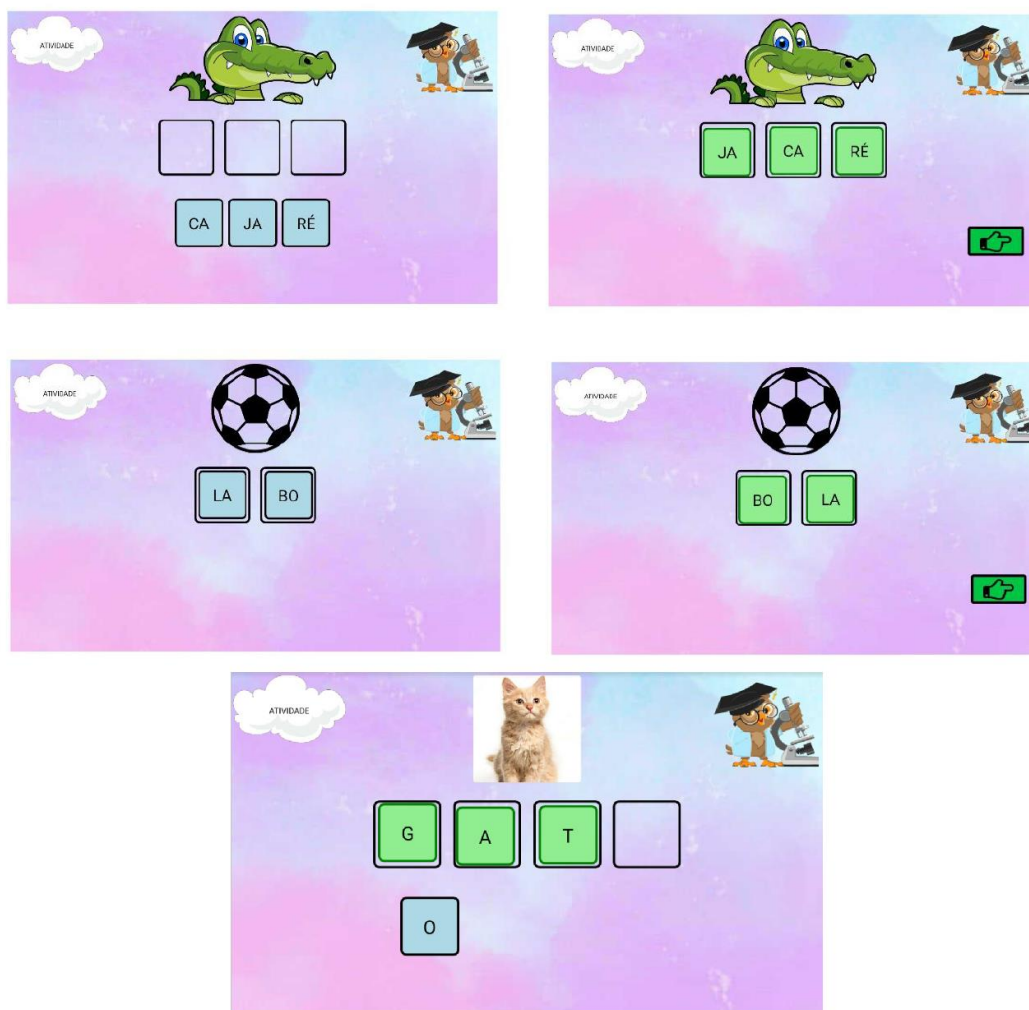 ATIVIDADE
CA JA RÉ
ATIVIDADE
JA CA RÉ
ATIVIDADE
LA BO
ATIVIDADE
BO LA
ATIVIDADE
G A T
O